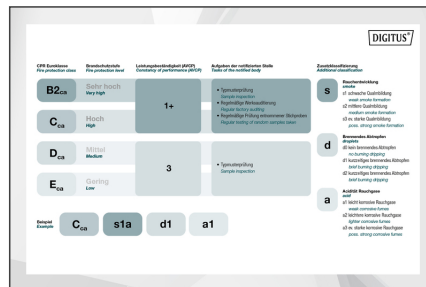 DIGITUS®
CPR Euroklasse
Fire protection class
Brandschutzstufe
Fire protection level
Leistungsbeständigkeit (AVCP)
Constancy of performance (AVCP)
Aufgaben der notifizierten Stelle
Tasks of the notified body
Zusatzklassifizierung
Additional classification
B2ca
Sehr hoch
Very high
1+
• Typenüberprüfung
Sample inspection
• Regelmäßige Werksauditierung
Regular factory auditing
• Regelmäßige Prüfung entnommener Stichproben
Regular testing of random samples taken
Cca
Hoch
High
Dca
Mittel
Medium
3
• Typenüberprüfung
Sample inspection
Eca
Gering
Low
s
Rauchentwicklung
smoke
s1 schwache Qualmbildung
weak smoke formation
s2 mittlere Qualmbildung
medium smoke formation
s3 ev. starke Qualmbildung
poss. strong smoke formation
d
Brennendes Abtropfen
droplets
d0 kein brennendes Abtropfen
no burning dripping
d1 kurzzeitiges brennendes Abtropfen
brief burning dripping
d2 kurzzeitiges brennendes Abtropfen
brief burning dripping
a
Acidität Rauchgase
acid
a1 leicht korrosive Rauchgase
weak corrosive fumes
a2 leichtere korrosive Rauchgase
lighter corrosive fumes
a3 ev. starke korrosive Rauchgase
poss. strong corrosive fumes
Beispiel
Example
Cca
s1a
d1
a1